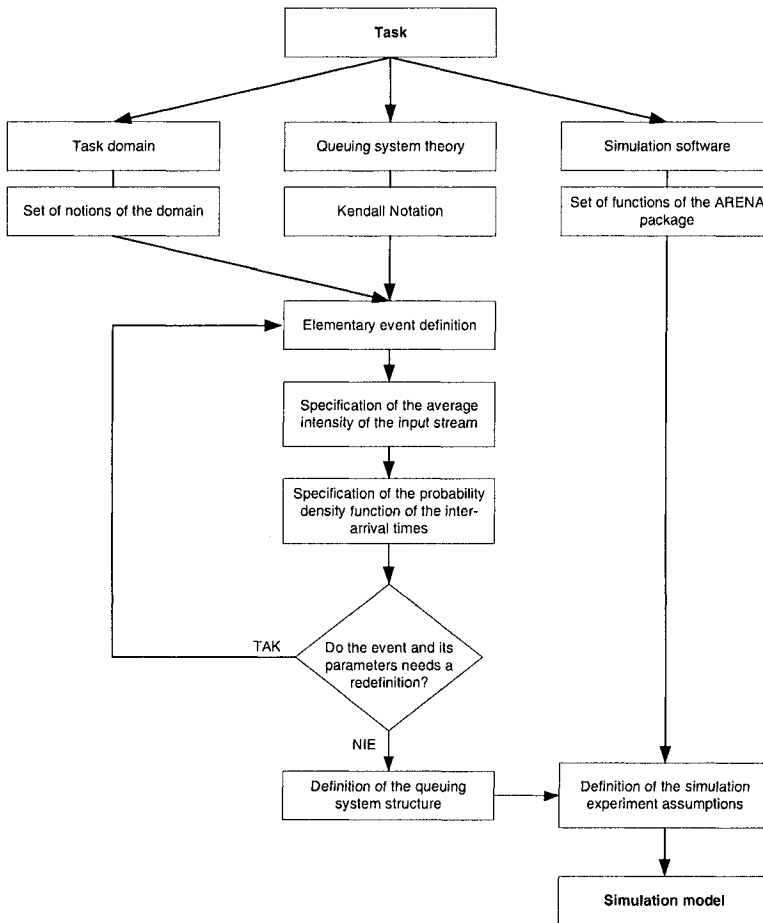 Task
Task domain
Queuing system theory
Simulation software
Set of notions of the domain
Kendall Notation
Set of functions of the ARENA
package
Elementary event definition
Specification of the average
intensity of the input stream
Specification of the probability
density function of the inter-
arrival times
TAK
Do the event and its
parameters needs a
redefinition?
NIE
Definition of the queuing
system structure
Definition of the simulation
experiment assumptions
Simulation model